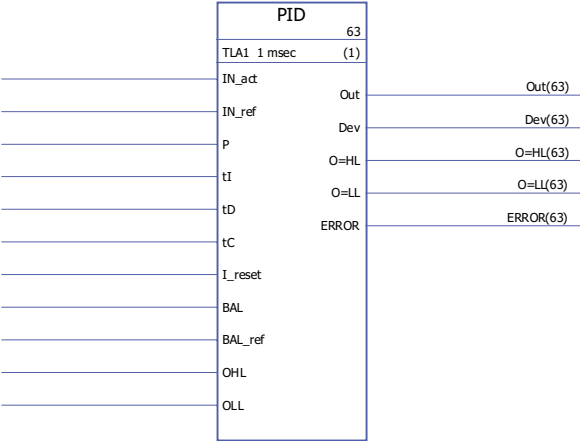 PID
63
TLA1 1 msec (1)
IN_act
Out Out(63)
IN_ref
Dev Dev(63)
P
O=HL O=HL(63)
tI
O=LL O=LL(63)
tD
ERROR ERROR(63)
tC
I_reset
BAL
BAL_ref
OHL
OLL